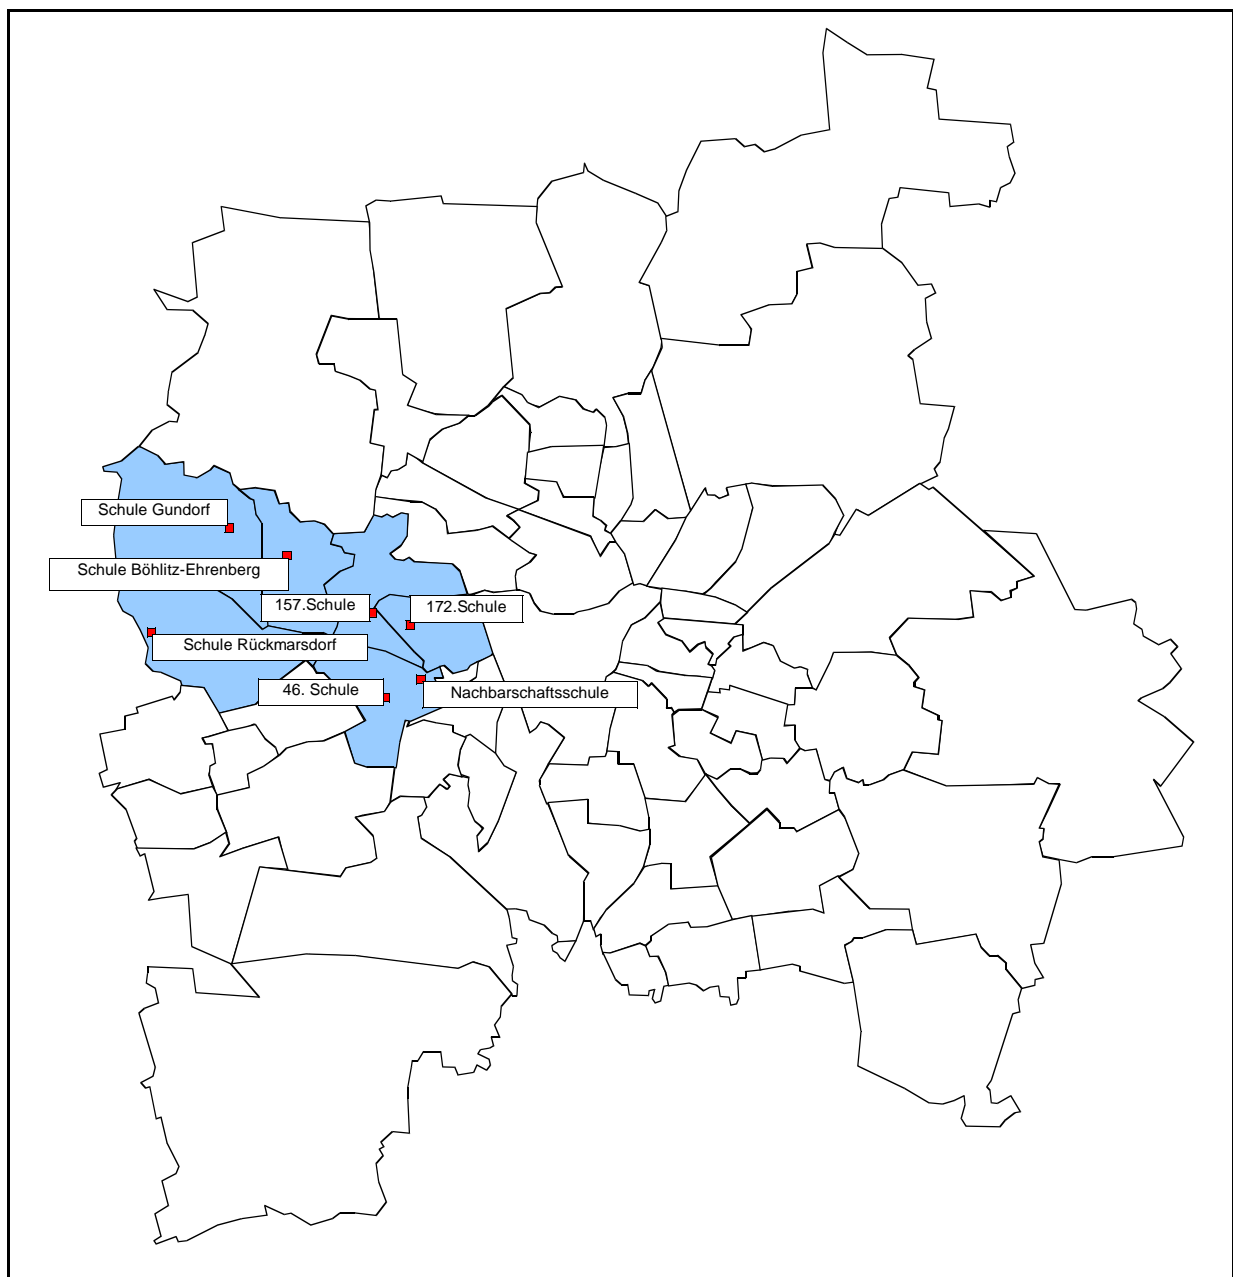 Schule Gundorf
Schule Böhlitz-Ehrenberg
157.Schule
172.Schule
Schule Rückmarsdorf
46. Schule
Nachbarschaftsschule